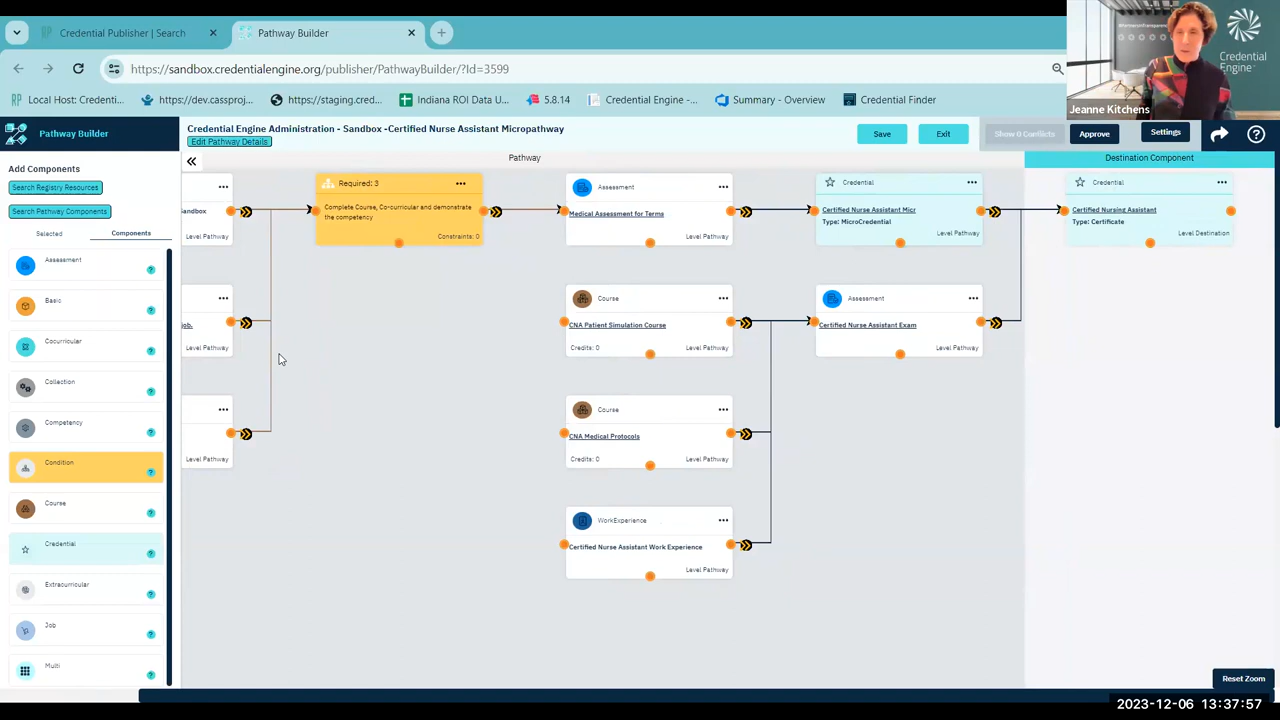 Credential Publisher | Search
Pathway Builder
https://sandbox.credentialengine.org/publisher/PathwayBuilder/?Id=3599
Local Host: Credenti...
https://dev.cassproj...
https://staging.cred...
Indiana ROI Data U...
5.8.14
Credential Engine -...
Summary - Overview
Credential Finder
Credential
Engine
Jeanne Kitchens
Pathway Builder
Credential Engine Administration - Sandbox -Certified Nurse Assistant Micropathway
Edit Pathway Details
Save
Exit
Show 0 Conflicts
Approve
Settings
Add Components
Search Registry Resources
Search Pathway Components
Selected
Components
Assessment
Basic
Cocurricular
Collection
Competency
Condition
Course
Credential
Extracurricular
Job
Multi
Pathway
Destination Component
Sandbox
Level Pathway
job.
Level Pathway
Level Pathway
Required: 3
Complete Course, Co-curricular and demonstrate
the competency
Constraints: 0
Assessment
Medical Assessment for Terms
Level Pathway
Course
CNA Patient Simulation Course
Credits: 0
Level Pathway
Course
CNA Medical Protocols
Credits: 0
Level Pathway
WorkExperience
Certified Nurse Assistant Work Experience
Level Pathway
Credential
Certified Nurse Assistant Micr
Type: MicroCredential
Level Pathway
Assessment
Certified Nurse Assistant Exam
Level Pathway
Credential
Certified Nursing Assistant
Type: Certificate
Level Destination
Reset Zoom
2023-12-06 13:37:57